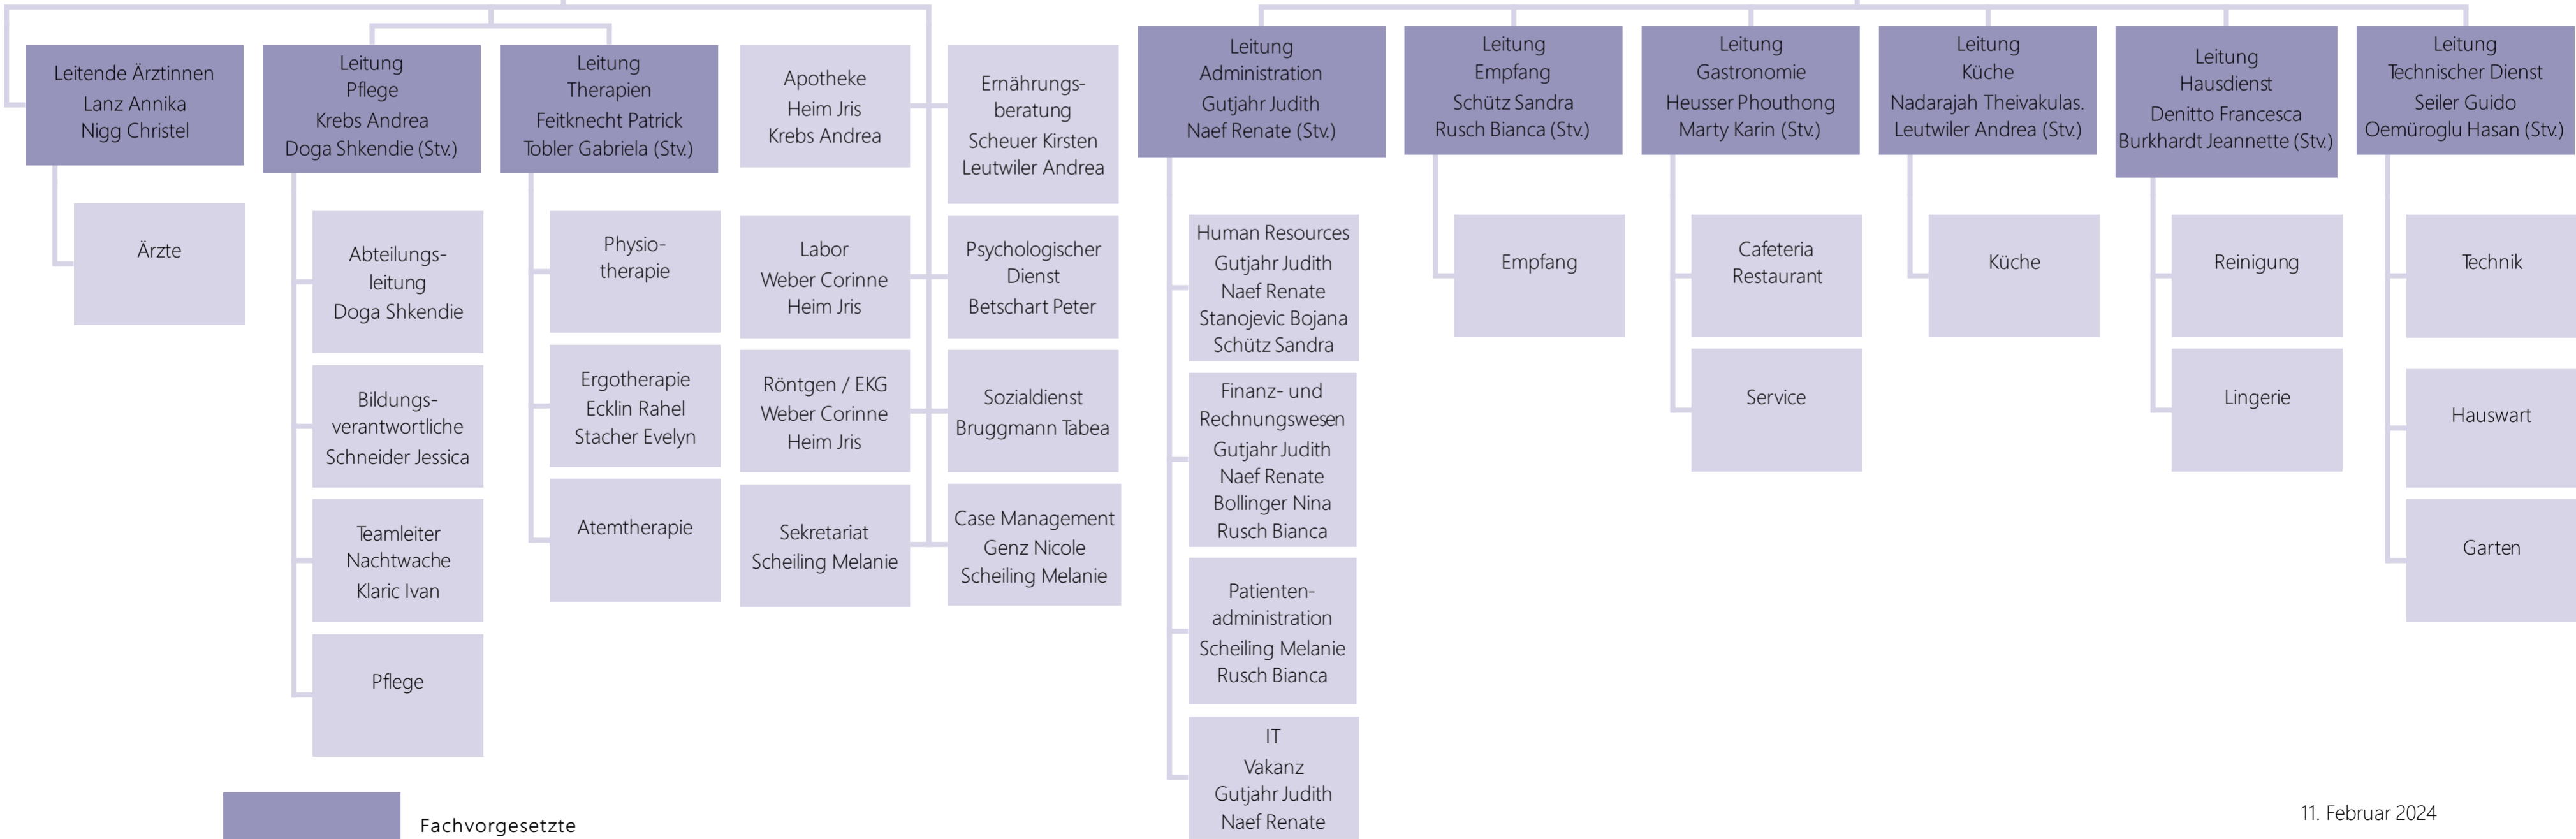 Leitende Ärztinnen
Lanz Annika
Nigg Christel
Leitung
Pflege
Krebs Andrea
Doga Shkendie (Stv.)
Leitung
Therapien
Feitknecht Patrick
Tobler Gabriela (Stv.)
Apotheke
Heim Jris
Krebs Andrea
Ernährungs-
beratung
Scheuer Kirsten
Leutwiler Andrea
Leitung
Administration
Gutjahr Judith
Naef Renate (Stv.)
Leitung
Empfang
Schütz Sandra
Rusch Bianca (Stv.)
Leitung
Gastronomie
Heusser Phouthong
Marty Karin (Stv.)
Leitung
Küche
Nadarajah Theivakulas.
Leutwiler Andrea (Stv.)
Leitung
Hausdienst
Denitto Francesca
Burkhardt Jeannette (Stv.)
Leitung
Technischer Dienst
Seiler Guido
Oemüroglu Hasan (Stv.)
Ärzte
Abteilungs-
leitung
Doga Shkendie
Bildungs-
verantwortliche
Schneider Jessica
Teamleiter
Nachtwache
Klaric Ivan
Pflege
Physio-
therapie
Ergotherapie
Ecklin Rahel
Stacher Evelyn
Atemtherapie
Labor
Weber Corinne
Heim Jris
Röntgen / EKG
Weber Corinne
Heim Jris
Sekretariat
Scheiling Melanie
Psychologischer
Dienst
Betschart Peter
Sozialdienst
Bruggmann Tabea
Case Management
Genz Nicole
Scheiling Melanie
Human Resources
Gutjahr Judith
Naef Renate
Stanojevic Bojana
Schütz Sandra
Finanz- und
Rechnungswesen
Gutjahr Judith
Naef Renate
Bollinger Nina
Rusch Bianca
Patienten-
administration
Scheiling Melanie
Rusch Bianca
IT
Vakanz
Gutjahr Judith
Naef Renate
Empfang
Cafeteria
Restaurant
Service
Küche
Reinigung
Lingerie
Technik
Hauswart
Garten
Fachvorgesetzte
11. Februar 2024